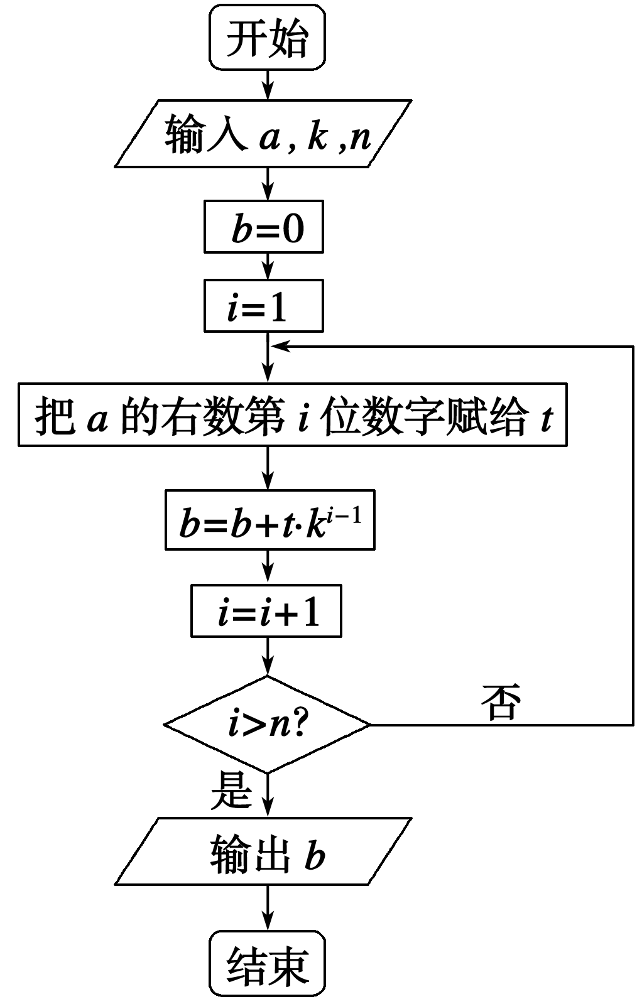 开始
输入 a, k, n
b=0
i=1
把 a 的右数第 i 位数字赋给 t
b=b+t·kⁱ⁻¹
i=i+1
i>n?
否
是
输出 b
结束